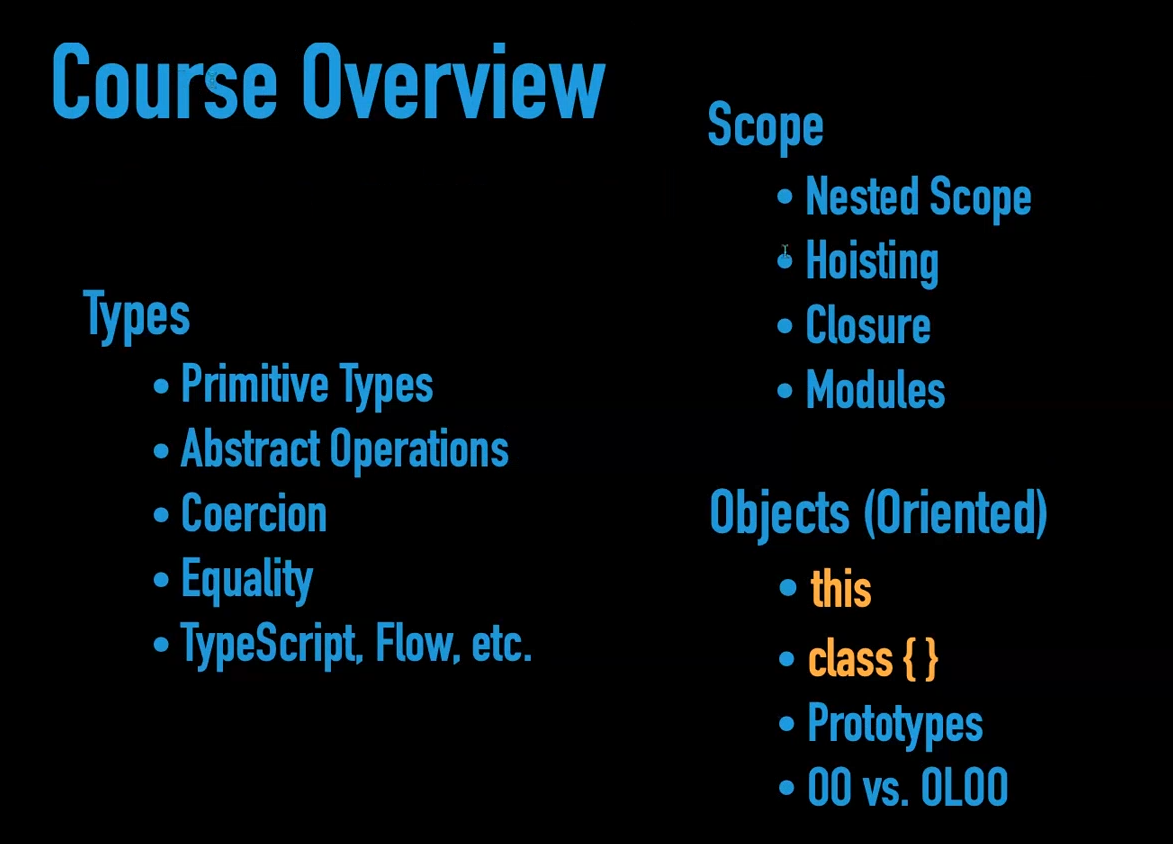 Course Overview
Types
• Primitive Types
• Abstract Operations
• Coercion
• Equality
• TypeScript, Flow, etc.
Scope
• Nested Scope
• Hoisting
• Closure
• Modules
Objects (Oriented)
• this
• class { }
• Prototypes
• OO vs. OLOO